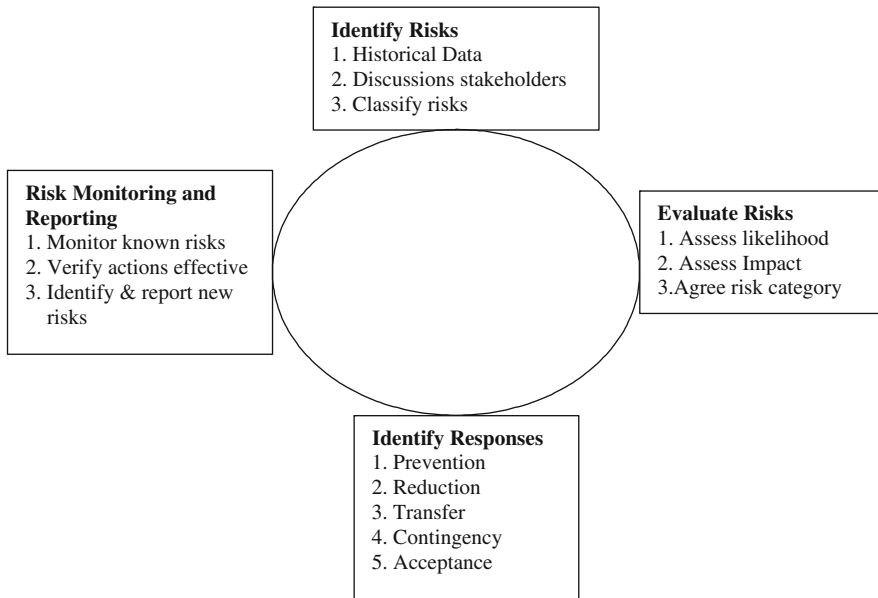 Identify Risks
1. Historical Data
2. Discussions stakeholders
3. Classify risks
Risk Monitoring and
Reporting
1. Monitor known risks
2. Verify actions effective
3. Identify & report new
risks
Evaluate Risks
1. Assess likelihood
2. Assess Impact
3.Agree risk category
Identify Responses
1. Prevention
2. Reduction
3. Transfer
4. Contingency
5. Acceptance